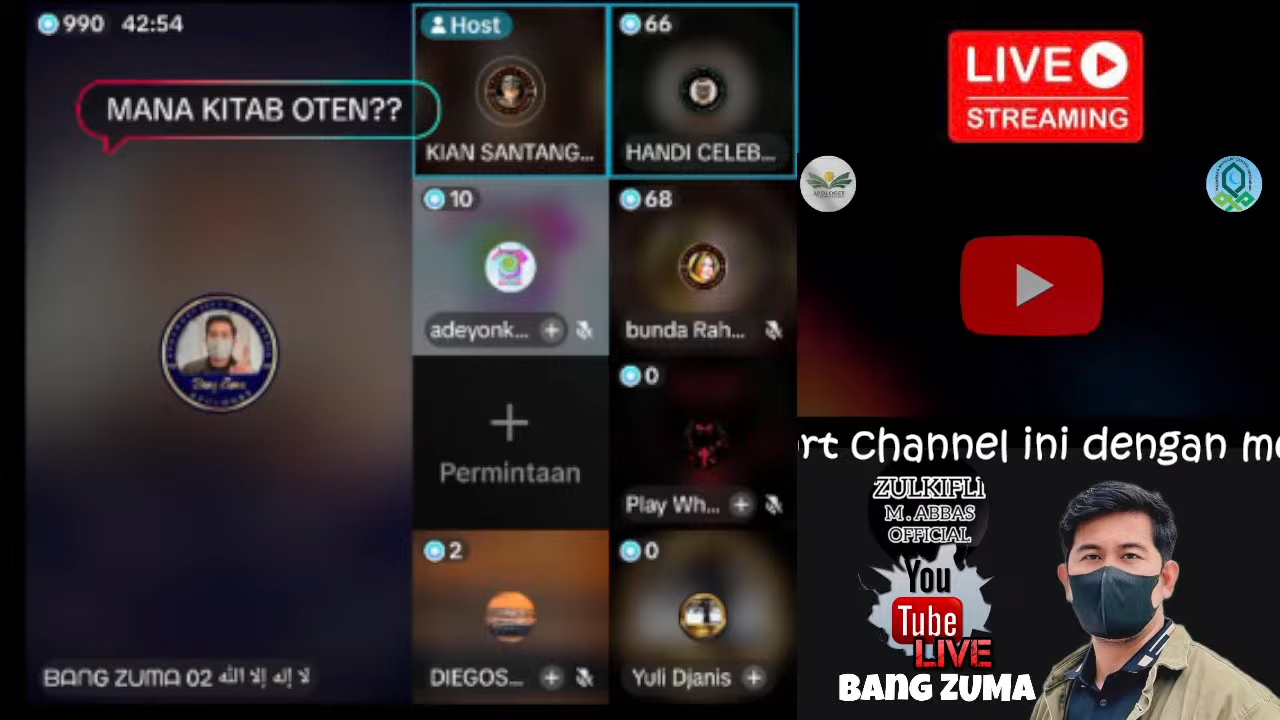 990 42:54
MANA KITAB OTEN??
BANG ZUMA 02 لا إله إلا الله
Host
KIAN SANTANG...
66
HANDI CELEB...
10
adeyonk...
68
bunda Rah...
Permintaan
0
Play Wh...
2
DIEGOS...
0
Yuli Djanis
LIVE
STREAMING
rt channel ini dengan me
ZULKIFLI
M. ABBAS
OFFICIAL
You
Tube
LIVE
BANG ZUMA
Bang Zuma